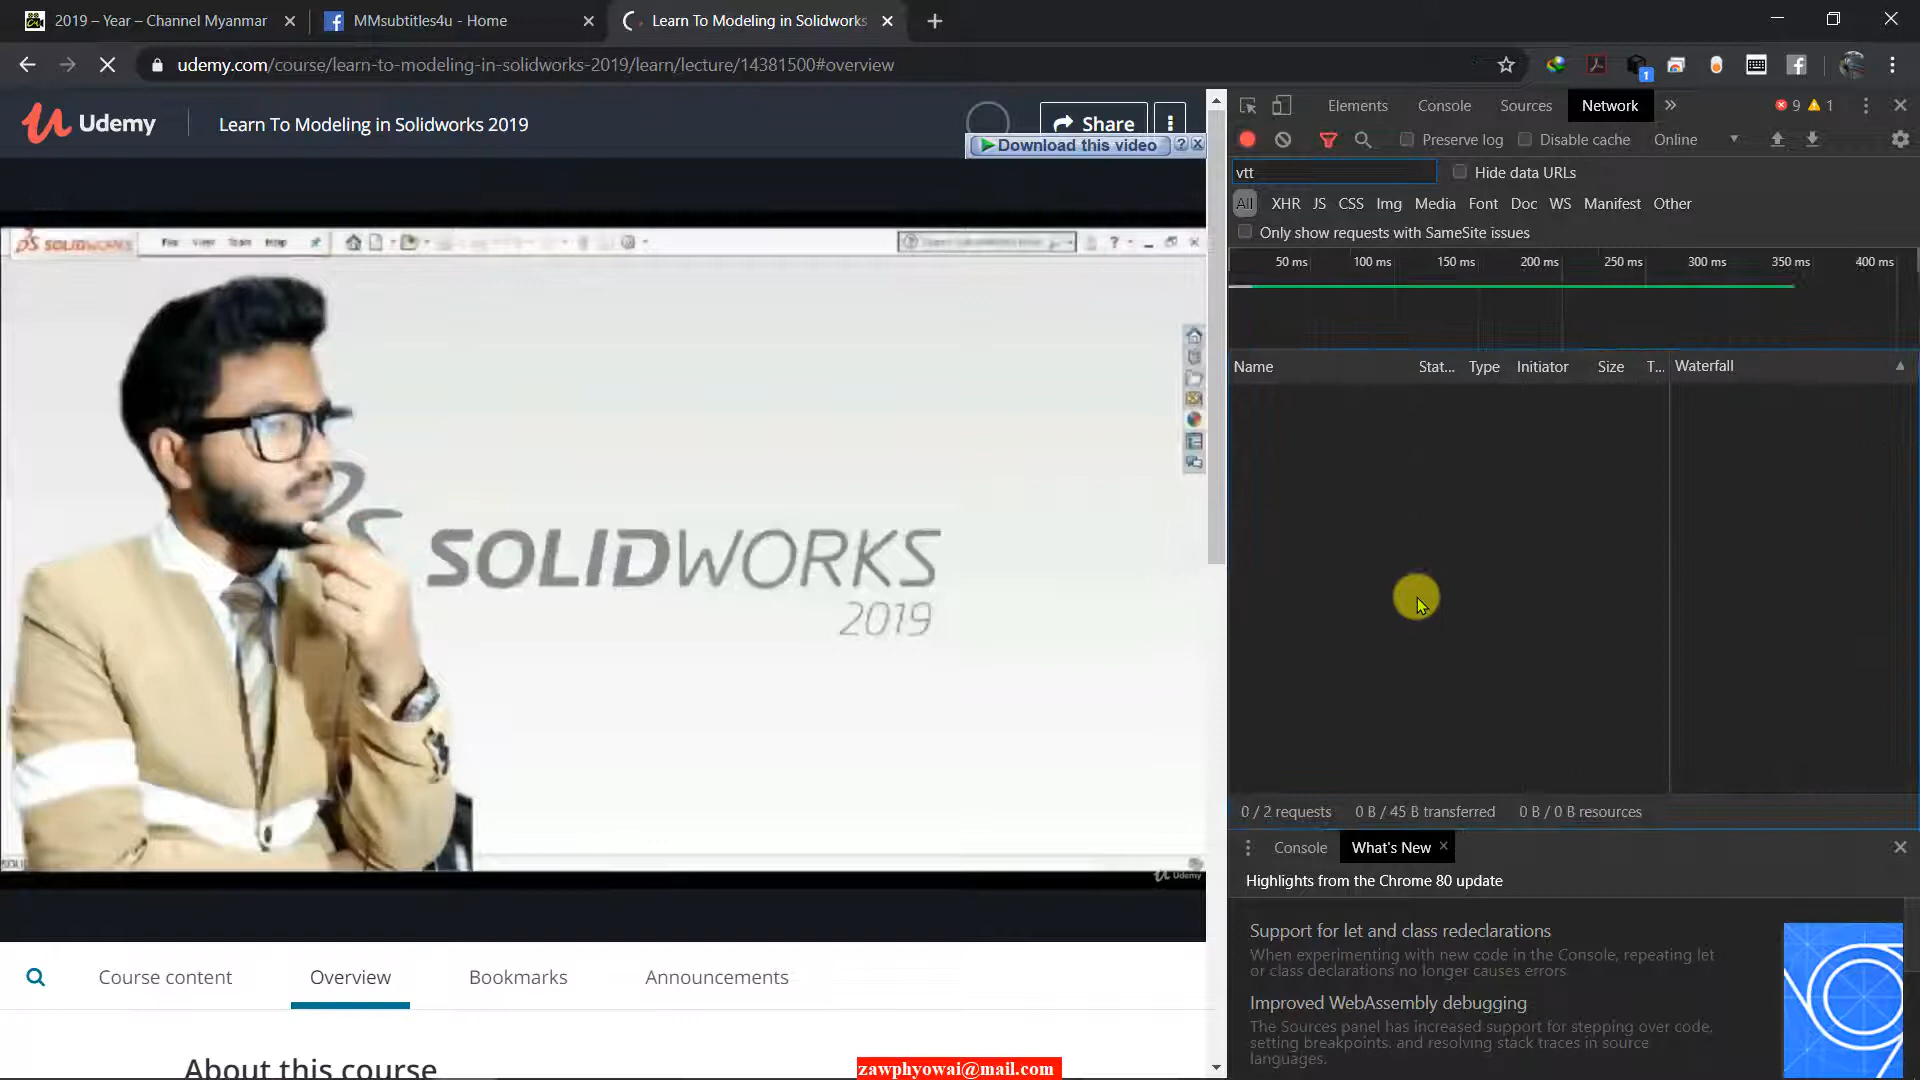 2019 – Year – Channel Myanmar
MMsubtitles4u - Home
Learn To Modeling in Solidworks
udemy.com/course/learn-to-modeling-in-solidworks-2019/learn/lecture/14381500#overview
1
Udemy
Learn To Modeling in Solidworks 2019
Share
Download this video
?
Elements
Console
Sources
Network
9
1
Preserve log
Disable cache
Online
vtt
Hide data URLs
All
XHR
JS
CSS
Img
Media
Font
Doc
WS
Manifest
Other
Only show requests with SameSite issues
50 ms
100 ms
150 ms
200 ms
250 ms
300 ms
350 ms
400 ms
Name
Stat...
Type
Initiator
Size
T...
Waterfall
SOLIDWORKS
File
View
Tools
Help
SOLIDWORKS
2019
Udemy
0 / 2 requests
0 B / 45 B transferred
0 B / 0 B resources
Console
What's New
Highlights from the Chrome 80 update
Support for let and class redeclarations
When experimenting with new code in the Console, repeating let
or class declarations no longer causes errors
Improved WebAssembly debugging
The Sources panel has increased support for stepping over code,
setting breakpoints. and resolving stack traces in source
languages.
Course content
Overview
Bookmarks
Announcements
About this course
zawphyowai@mail.com